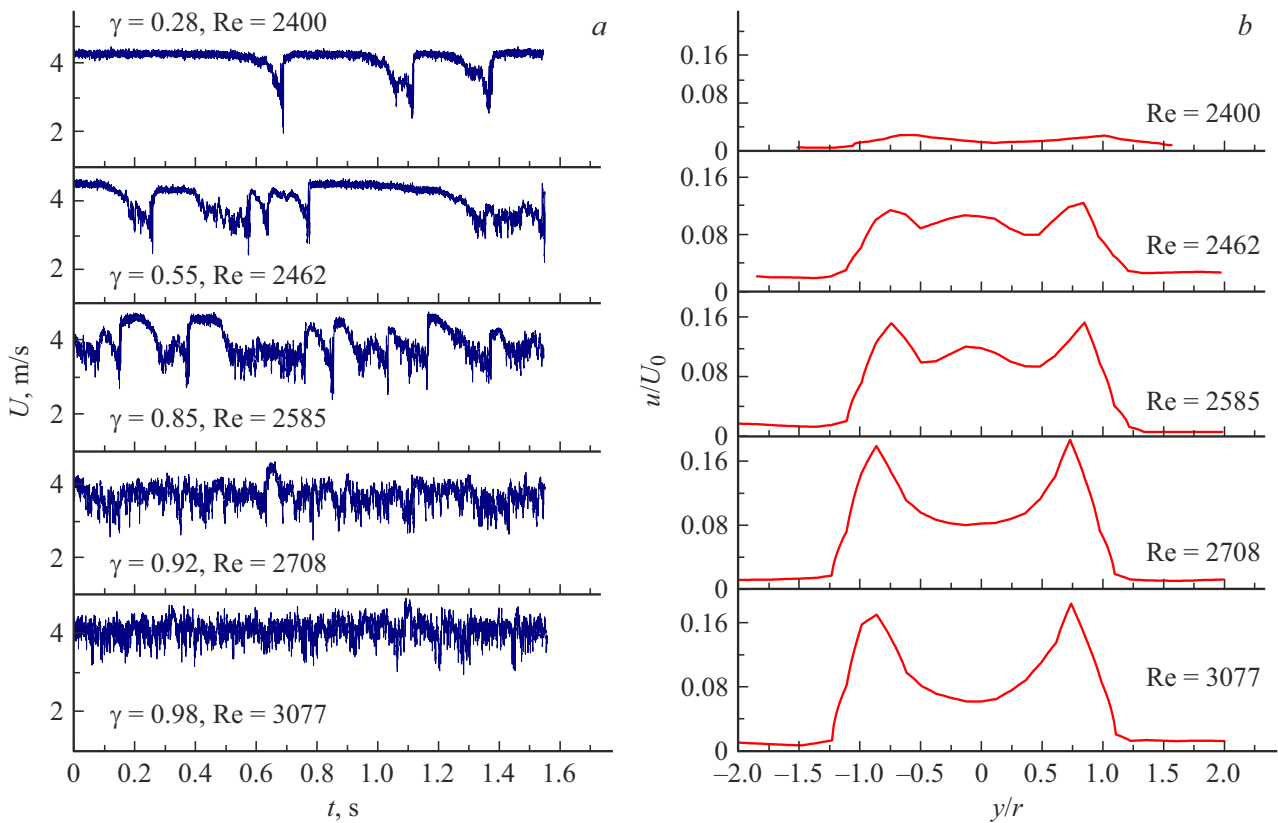 a
γ = 0.28, Re = 2400
4
2
4
2
γ = 0.55, Re = 2462
4
2
γ = 0.85, Re = 2585
4
2
γ = 0.92, Re = 2708
4
2
γ = 0.98, Re = 3077
U, m/s
0 0.2 0.4 0.6 0.8 1.0 1.2 1.4 1.6
t, s
b
0.16
0.08
0
Re = 2400
0.16
0.08
0
Re = 2462
0.16
0.08
0
Re = 2585
0.16
0.08
0
Re = 2708
0.16
0.08
0
Re = 3077
u/U0
−2.0 −1.5 −1.0 −0.5 0 0.5 1.0 1.5 2.0
y/r